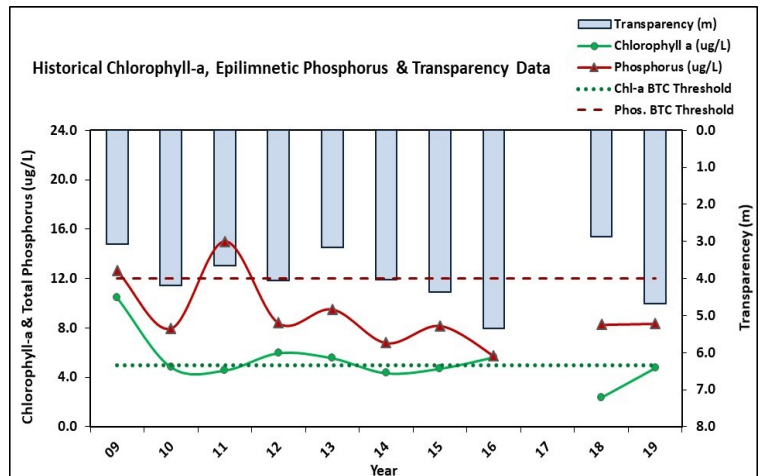 Transparency (m)
Chlorophyll a (ug/L)
Phosphorus (ug/L)
Chl-a BTC Threshold
Phos. BTC Threshold
Historical Chlorophyll-a, Epilimnetic Phosphorus & Transparency Data
Chlorophyll-a & Total Phosphorus (ug/L)
24.0
20.0
16.0
12.0
8.0
4.0
0.0
0.0
1.0
2.0
3.0
4.0
5.0
6.0
7.0
8.0
Transparencey (m)
09 10 11 12 13 14 15 16 17 18 19
Year